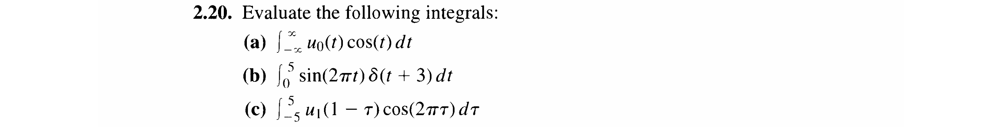 2.20. Evaluate the following integrals:
(a) ∫_{-∞}^{∞} u₀(t) cos(t) dt
(b) ∫_{0}^{5} sin(2πt) δ(t + 3) dt
(c) ∫_{-5}^{5} u₁(1 − τ) cos(2πτ) dτ